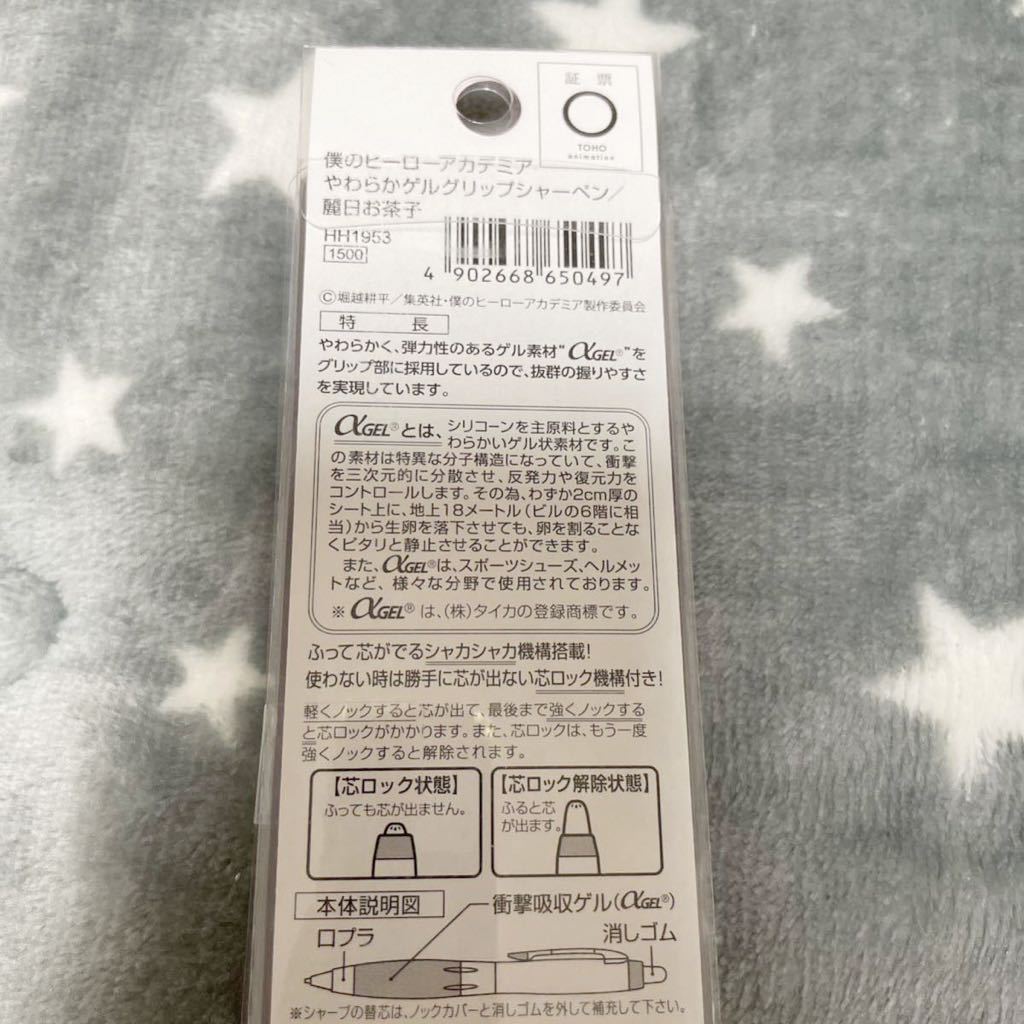 証 票
TOHO
animation
僕のヒーローアカデミア
やわらかゲルグリップシャーペン/
麗日お茶子
HH1953
1500
4 902668 650497
©堀越耕平/集英社・僕のヒーローアカデミア製作委員会
特 長
やわらかく、弾力性のあるゲル素材"αGEL®"を
グリップ部に採用しているので、抜群の握りやすさ
を実現しています。
αGEL®とは、シリコーンを主原料とするや
わらかいゲル状素材です。こ
の素材は特異な分子構造になっていて、衝撃
を三次元的に分散させ、反発力や復元力を
コントロールします。その為、わずか2cm厚の
シート上に、地上18メートル(ビルの6階に相
当)から生卵を落下させても、卵を割ることな
くピタリと静止させることができます。
また、αGEL®は、スポーツシューズ、ヘルメッ
トなど、様々な分野で使用されております。
※αGEL®は、(株)タイカの登録商標です。
ふって芯がでるシャカシャカ機構搭載!
使わない時は勝手に芯が出ない芯ロック機構付き!
軽くノックすると芯が出て、最後まで強くノックする
と芯ロックがかかります。また、芯ロックは、もう一度
強くノックすると解除されます。
【芯ロック状態】
ふっても芯が出ません。
【芯ロック解除状態】
ふると芯
が出ます。
本体説明図
衝撃吸収ゲル(αGEL®)
口プラ
消しゴム
※シャープの替芯は、ノックカバーと消しゴムを外して補充して下さい。